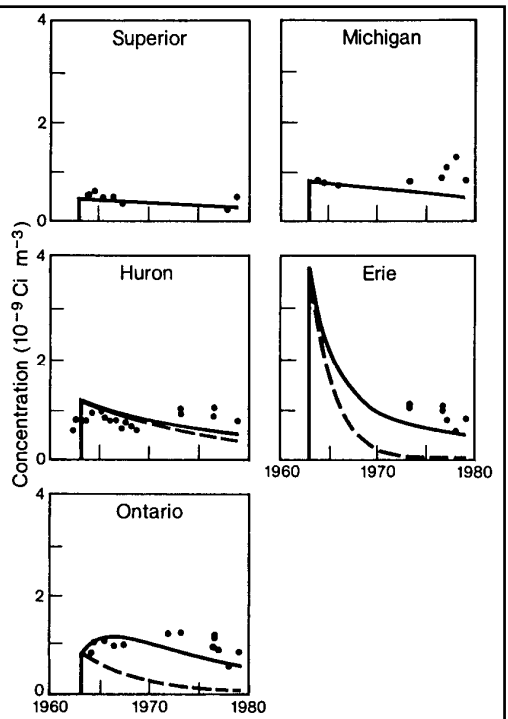 Superior
Michigan
4
2
0
Huron
Erie
4
2
0
1960
1970
1980
Ontario
4
2
0
1960
1970
1980
Concentration (10⁻⁹ Ci m⁻³)